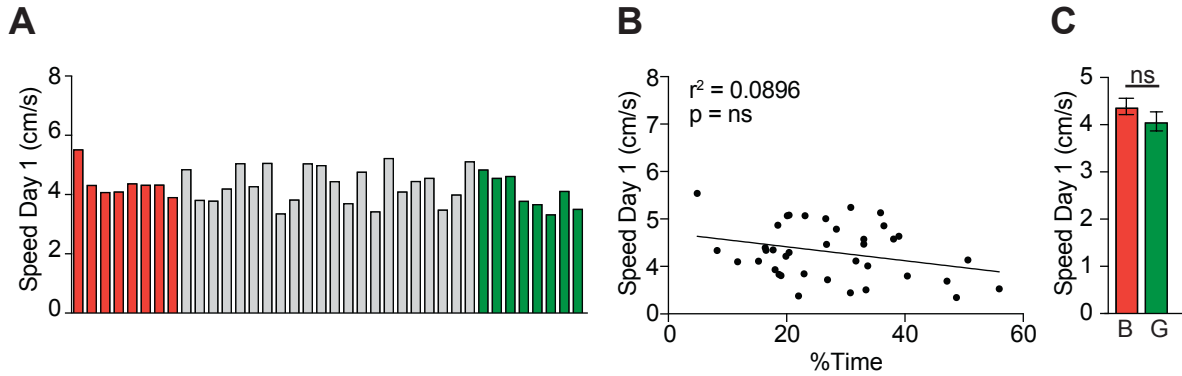 A
Speed Day 1 (cm/s)
8
6
4
2
0
B
Speed Day 1 (cm/s)
8
7
6
5
4
0
r² = 0.0896
p = ns
0
20
40
60
%Time
C
Speed Day 1 (cm/s)
5
4
3
2
1
0
ns
B
G